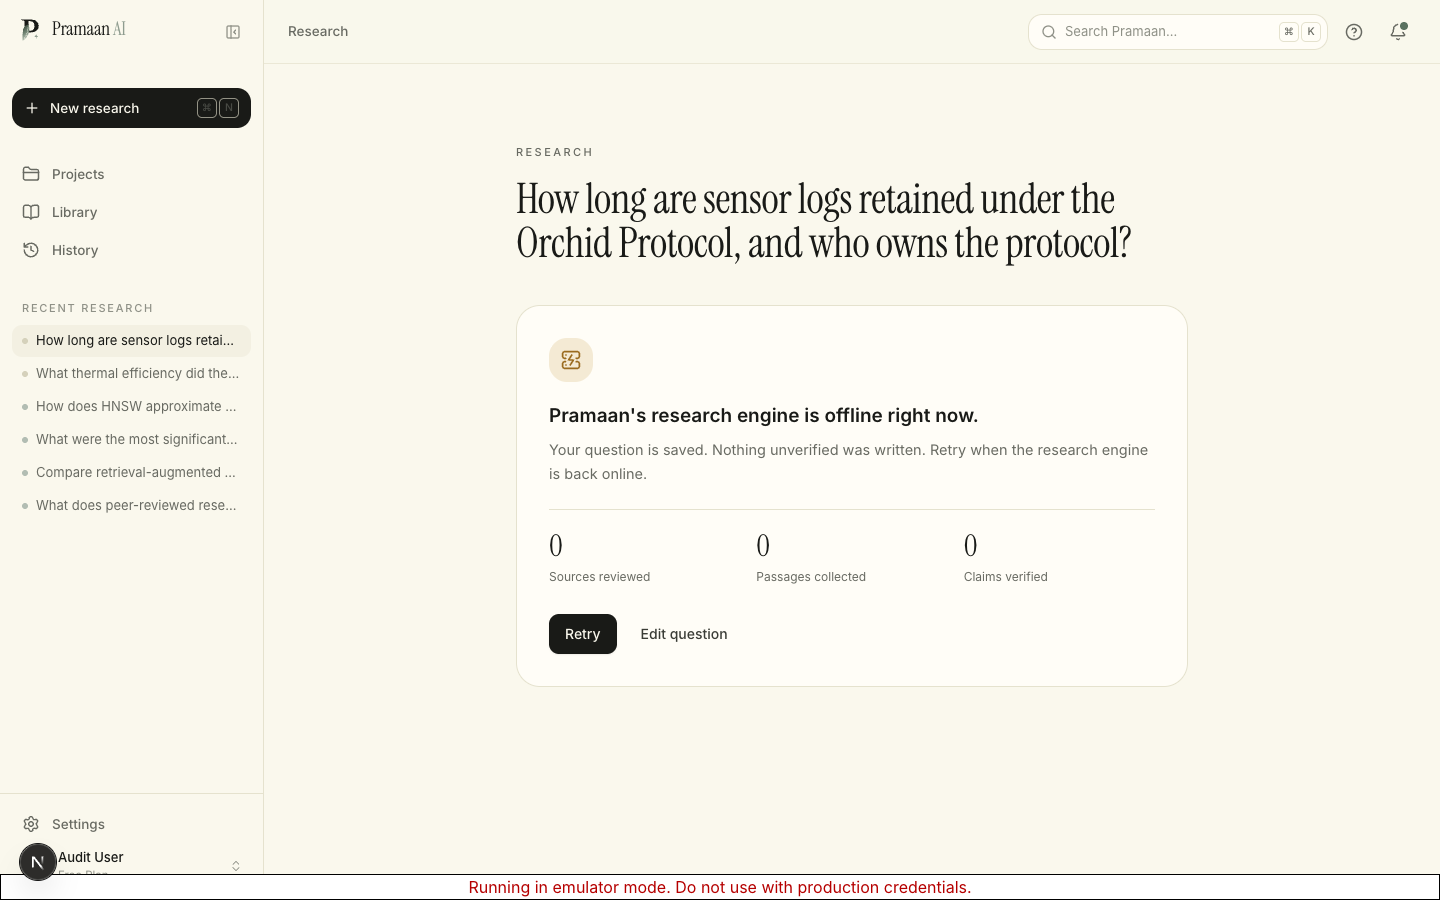 Pramaan AI
Research
Search Pramaan...
⌘ K
New research
⌘ N
Projects
Library
History
RECENT RESEARCH
How long are sensor logs retai...
What thermal efficiency did the...
How does HNSW approximate ...
What were the most significant...
Compare retrieval-augmented ...
What does peer-reviewed rese...
Settings
N
Audit User
RESEARCH
How long are sensor logs retained under the
Orchid Protocol, and who owns the protocol?
Pramaan's research engine is offline right now.
Your question is saved. Nothing unverified was written. Retry when the research engine
is back online.
0 0 0
Sources reviewed Passages collected Claims verified
Retry Edit question
Running in emulator mode. Do not use with production credentials.